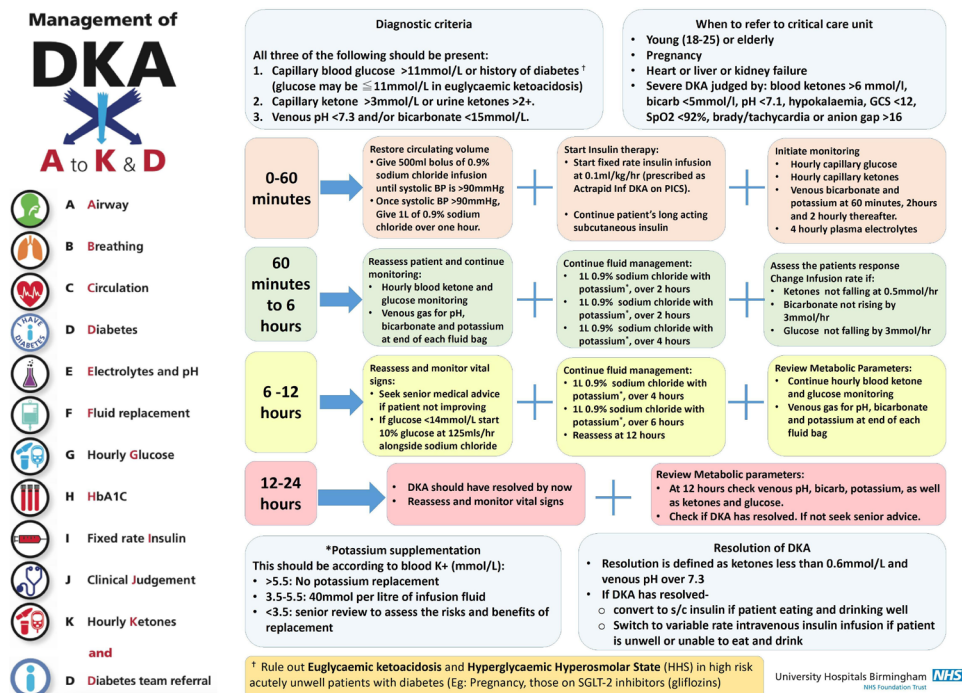 Management of
DKA
A to K & D
A Airway
B Breathing
C Circulation
I HAVE DIABETES
D Diabetes
E Electrolytes and pH
F Fluid replacement
G Hourly Glucose
H HbA1C
I Fixed rate Insulin
J Clinical Judgement
K Hourly Ketones
and
D Diabetes team referral
Diagnostic criteria
All three of the following should be present:
1. Capillary blood glucose >11mmol/L or history of diabetes †
(glucose may be ≦11mmol/L in euglycaemic ketoacidosis)
2. Capillary ketone >3mmol/L or urine ketones >2+.
3. Venous pH <7.3 and/or bicarbonate <15mmol/L.
When to refer to critical care unit
• Young (18-25) or elderly
• Pregnancy
• Heart or liver or kidney failure
• Severe DKA judged by: blood ketones >6 mmol/l,
bicarb <5mmol/l, pH <7.1, hypokalaemia, GCS <12,
SpO2 <92%, brady/tachycardia or anion gap >16
0-60
minutes
Restore circulating volume
• Give 500ml bolus of 0.9%
sodium chloride infusion
until systolic BP is >90mmHg
• Once systolic BP >90mmHg,
Give 1L of 0.9% sodium
chloride over one hour.
Start Insulin therapy:
• Start fixed rate insulin infusion
at 0.1ml/kg/hr (prescribed as
Actrapid Inf DKA on PICS).
• Continue patient's long acting
subcutaneous insulin
Initiate monitoring
• Hourly capillary glucose
• Hourly capillary ketones
• Venous bicarbonate and
potassium at 60 minutes, 2hours
and 2 hourly thereafter.
• 4 hourly plasma electrolytes
60
minutes
to 6
hours
Reassess patient and continue
monitoring:
• Hourly blood ketone and
glucose monitoring
• Venous gas for pH,
bicarbonate and potassium
at end of each fluid bag
Continue fluid management:
• 1L 0.9% sodium chloride with
potassium*, over 2 hours
• 1L 0.9% sodium chloride with
potassium*, over 2 hours
• 1L 0.9% sodium chloride with
potassium*, over 4 hours
Assess the patients response
Change Infusion rate if:
• Ketones not falling at 0.5mmol/hr
• Bicarbonate not rising by
3mmol/hr
• Glucose not falling by 3mmol/hr
6 -12
hours
Reassess and monitor vital
signs:
• Seek senior medical advice
if patient not improving
• If glucose <14mmol/L start
10% glucose at 125mls/hr
alongside sodium chloride
Continue fluid management:
• 1L 0.9% sodium chloride with
potassium*, over 4 hours
• 1L 0.9% sodium chloride with
potassium*, over 6 hours
• Reassess at 12 hours
Review Metabolic Parameters:
• Continue hourly blood ketone
and glucose monitoring
• Venous gas for pH, bicarbonate
and potassium at end of each
fluid bag
12-24
hours
• DKA should have resolved by now
• Reassess and monitor vital signs
Review Metabolic parameters:
• At 12 hours check venous pH, bicarb, potassium, as well
as ketones and glucose.
• Check if DKA has resolved. If not seek senior advice.
*Potassium supplementation
This should be according to blood K+ (mmol/L):
• >5.5: No potassium replacement
• 3.5-5.5: 40mmol per litre of infusion fluid
• <3.5: senior review to assess the risks and benefits of
replacement
Resolution of DKA
• Resolution is defined as ketones less than 0.6mmol/L and
venous pH over 7.3
• If DKA has resolved-
o convert to s/c insulin if patient eating and drinking well
o Switch to variable rate intravenous insulin infusion if patient
is unwell or unable to eat and drink
† Rule out Euglycaemic ketoacidosis and Hyperglycaemic Hyperosmolar State (HHS) in high risk
acutely unwell patients with diabetes (Eg: Pregnancy, those on SGLT-2 inhibitors (gliflozins)
University Hospitals Birmingham NHS
NHS Foundation Trust